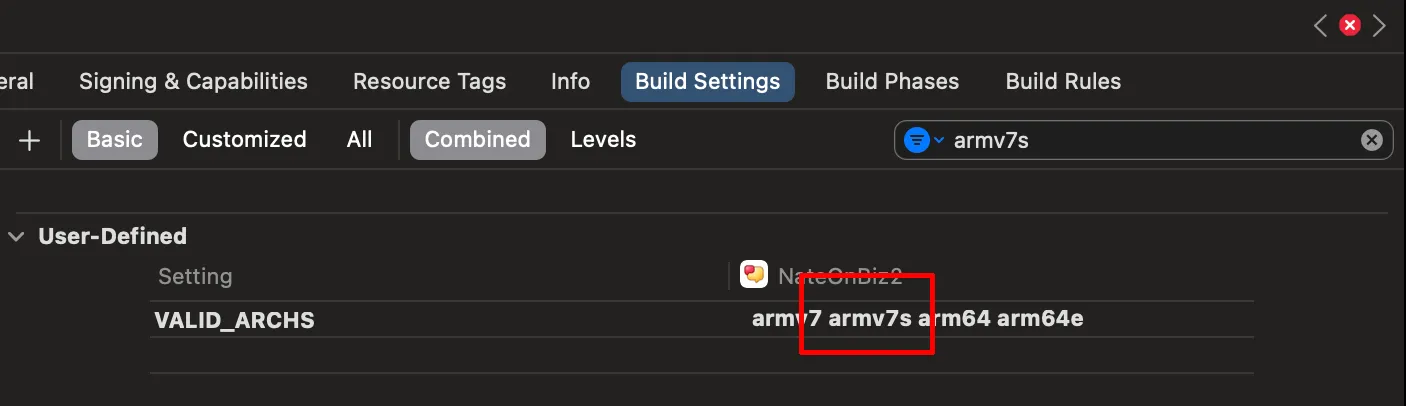 eral Signing & Capabilities Resource Tags Info Build Settings Build Phases Build Rules
Basic Customized All Combined Levels armv7s
User-Defined
Setting NateOnBiz2
VALID_ARCHS armv7 armv7s arm64 arm64e